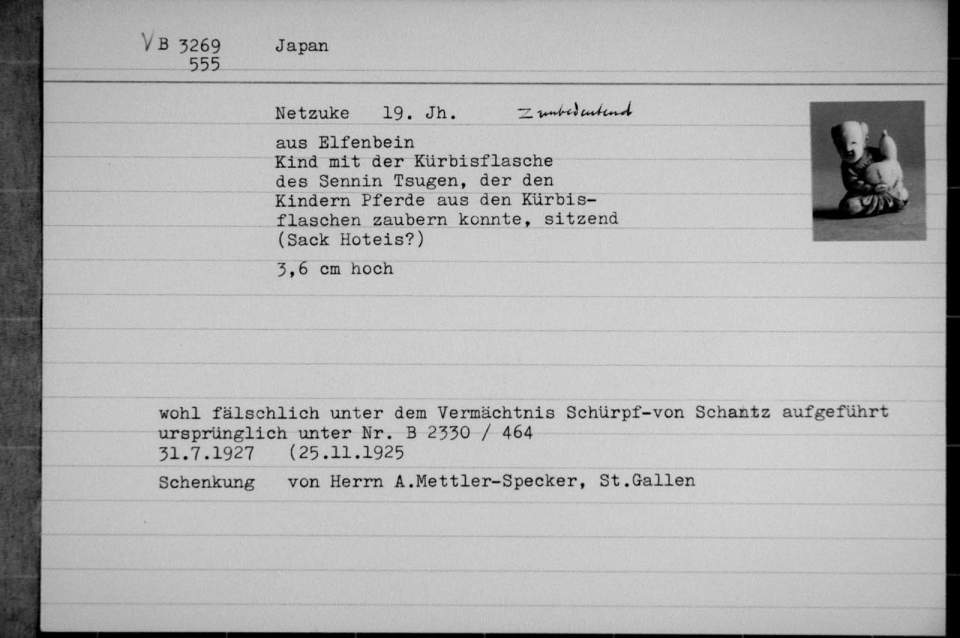 V B 3269 Japan
555
Netzuke 19. Jh. Z unbedeutend
aus Elfenbein
Kind mit der Kürbisflasche
des Sennin Tsugen, der den
Kindern Pferde aus den Kürbis-
flaschen zaubern konnte, sitzend
(Sack Hoteis?)
3,6 cm hoch
wohl fälschlich unter dem Vermächtnis Schürpf-von Schantz aufgeführt
ursprünglich unter Nr. B 2330 / 464
31.7.1927 (25.11.1925
Schenkung von Herrn A.Mettler-Specker, St.Gallen